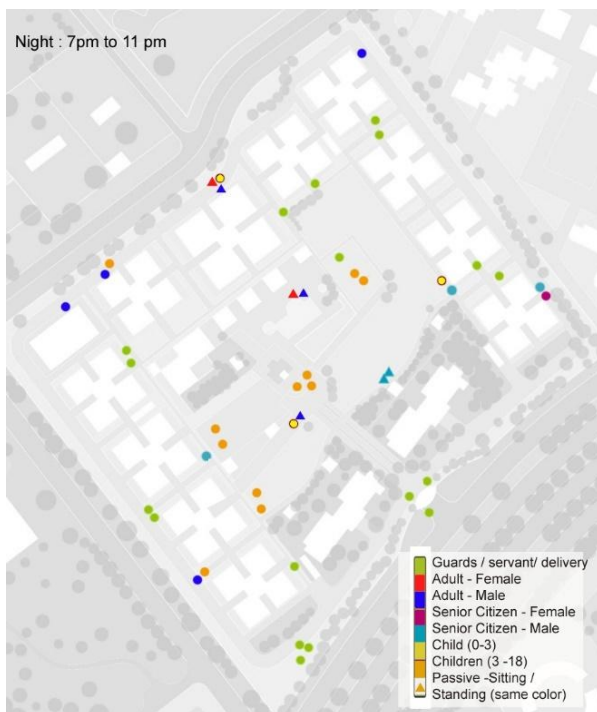 Night : 7pm to 11 pm
Guards / servant/ delivery
Adult - Female
Adult - Male
Senior Citizen - Female
Senior Citizen - Male
Child (0-3)
Children (3 -18)
Passive -Sitting /
Standing (same color)